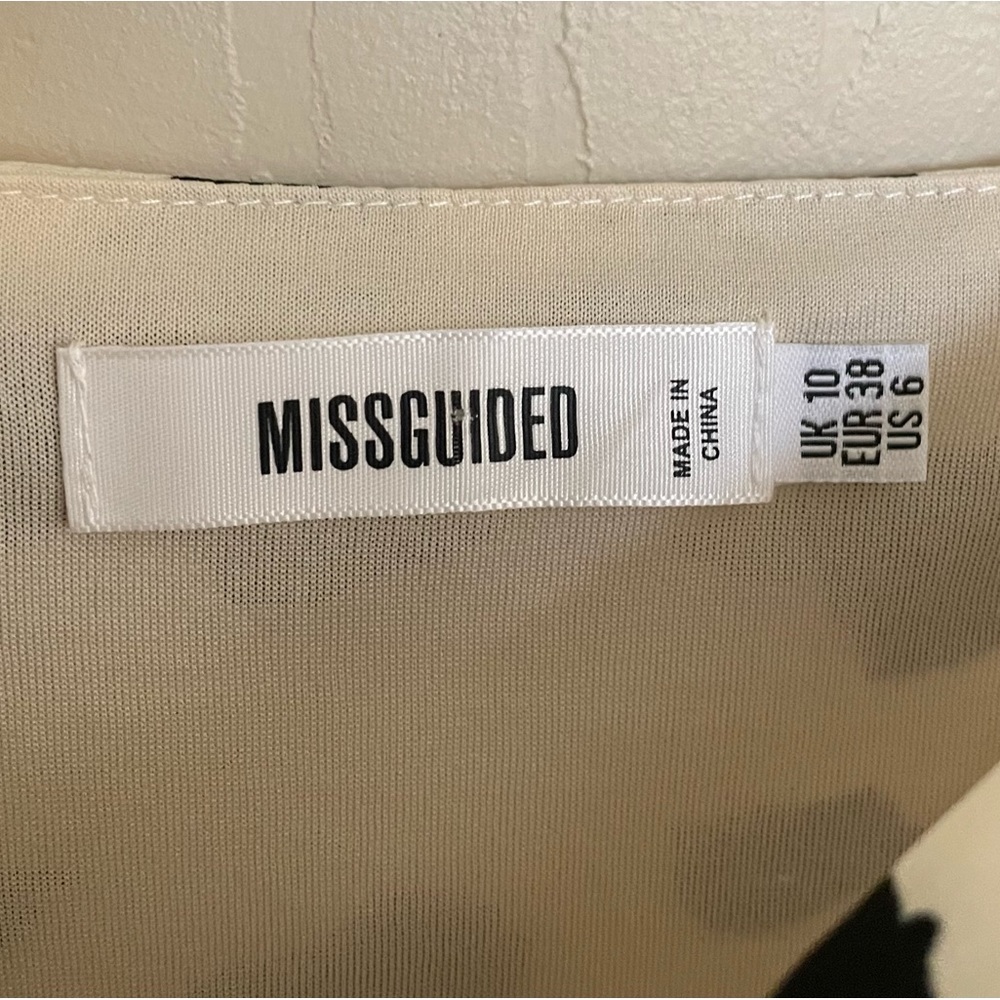 MISSGUIDED
MADE IN
CHINA
UK 10
EUR 38
US 6